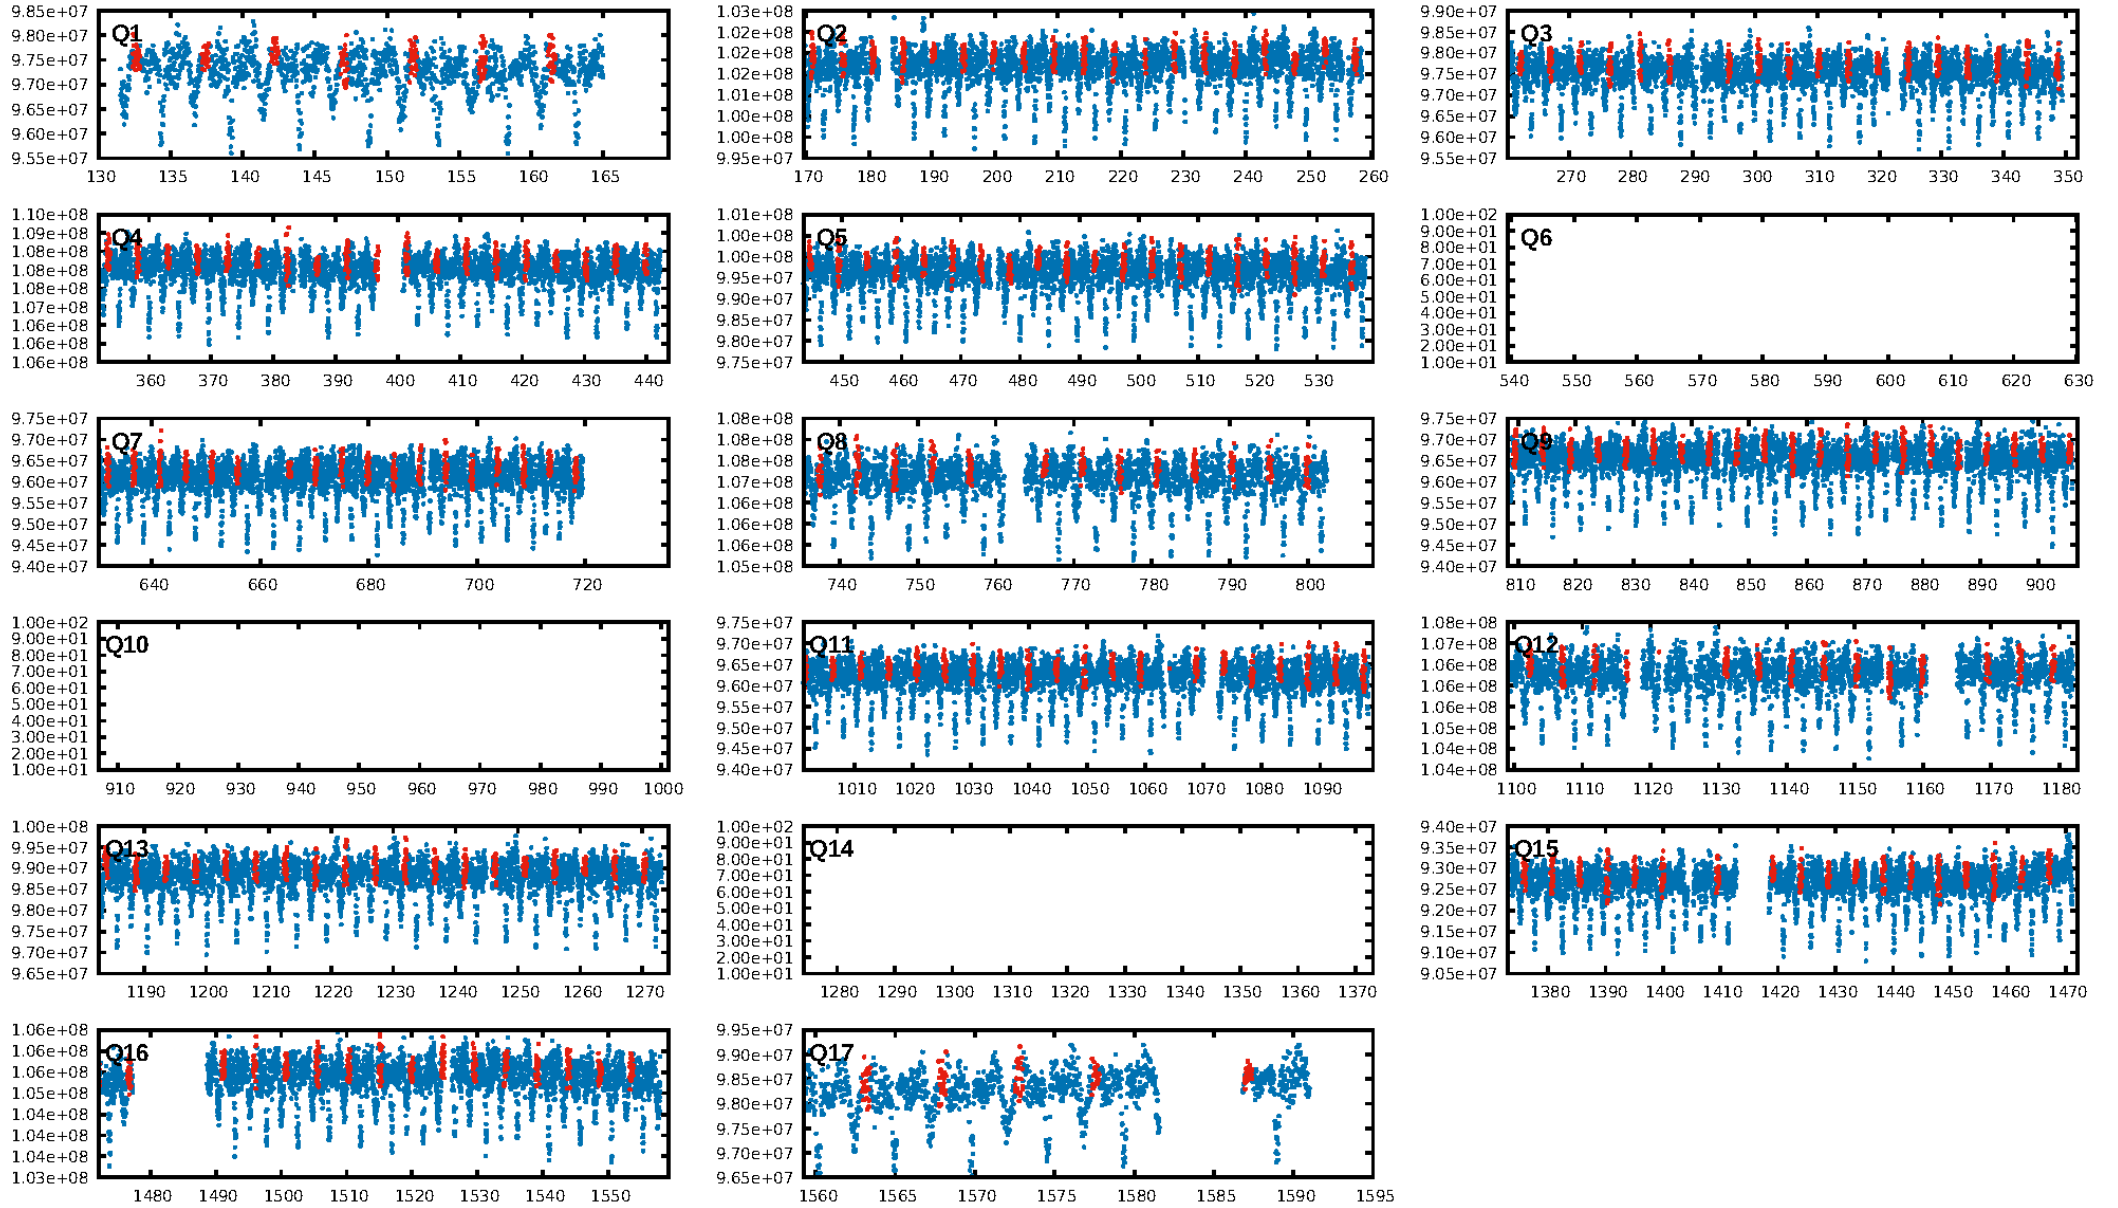 Q1
9.85e+07
9.80e+07
9.75e+07
9.70e+07
9.65e+07
9.60e+07
9.55e+07
130 135 140 145 150 155 160 165
Q2
1.03e+08
1.02e+08
1.02e+08
1.02e+08
1.01e+08
1.00e+08
1.00e+08
9.95e+07
170 180 190 200 210 220 230 240 250 260
Q3
9.90e+07
9.85e+07
9.80e+07
9.75e+07
9.70e+07
9.65e+07
9.60e+07
9.55e+07
270 280 290 300 310 320 330 340 350
Q4
1.10e+08
1.09e+08
1.08e+08
1.08e+08
1.08e+08
1.07e+08
1.06e+08
1.06e+08
1.06e+08
360 370 380 390 400 410 420 430 440
Q5
1.01e+08
1.00e+08
1.00e+08
9.95e+07
9.90e+07
9.85e+07
9.80e+07
9.75e+07
450 460 470 480 490 500 510 520 530
Q6
1.00e+02
9.00e+01
8.00e+01
7.00e+01
6.00e+01
5.00e+01
4.00e+01
3.00e+01
2.00e+01
1.00e+01
540 550 560 570 580 590 600 610 620 630
Q7
9.75e+07
9.70e+07
9.65e+07
9.60e+07
9.55e+07
9.50e+07
9.45e+07
9.40e+07
640 660 680 700 720
Q8
1.08e+08
1.08e+08
1.08e+08
1.07e+08
1.06e+08
1.06e+08
1.06e+08
1.05e+08
740 750 760 770 780 790 800
Q9
9.75e+07
9.70e+07
9.65e+07
9.60e+07
9.55e+07
9.50e+07
9.45e+07
9.40e+07
810 820 830 840 850 860 870 880 890 900
Q10
1.00e+02
9.00e+01
8.00e+01
7.00e+01
6.00e+01
5.00e+01
4.00e+01
3.00e+01
2.00e+01
1.00e+01
910 920 930 940 950 960 970 980 990 1000
Q11
9.75e+07
9.70e+07
9.65e+07
9.60e+07
9.55e+07
9.50e+07
9.45e+07
9.40e+07
1010 1020 1030 1040 1050 1060 1070 1080 1090
Q12
1.08e+08
1.07e+08
1.06e+08
1.06e+08
1.06e+08
1.05e+08
1.04e+08
1.04e+08
1100 1110 1120 1130 1140 1150 1160 1170 1180
Q13
1.00e+08
9.95e+07
9.90e+07
9.85e+07
9.80e+07
9.75e+07
9.70e+07
9.65e+07
1190 1200 1210 1220 1230 1240 1250 1260 1270
Q14
1.00e+02
9.00e+01
8.00e+01
7.00e+01
6.00e+01
5.00e+01
4.00e+01
3.00e+01
2.00e+01
1.00e+01
1280 1290 1300 1310 1320 1330 1340 1350 1360 1370
Q15
9.40e+07
9.35e+07
9.30e+07
9.25e+07
9.20e+07
9.15e+07
9.10e+07
9.05e+07
1380 1390 1400 1410 1420 1430 1440 1450 1460 1470
Q16
1.06e+08
1.06e+08
1.06e+08
1.05e+08
1.04e+08
1.04e+08
1.04e+08
1.03e+08
1480 1490 1500 1510 1520 1530 1540 1550
Q17
9.95e+07
9.90e+07
9.85e+07
9.80e+07
9.75e+07
9.70e+07
9.65e+07
1560 1565 1570 1575 1580 1585 1590 1595